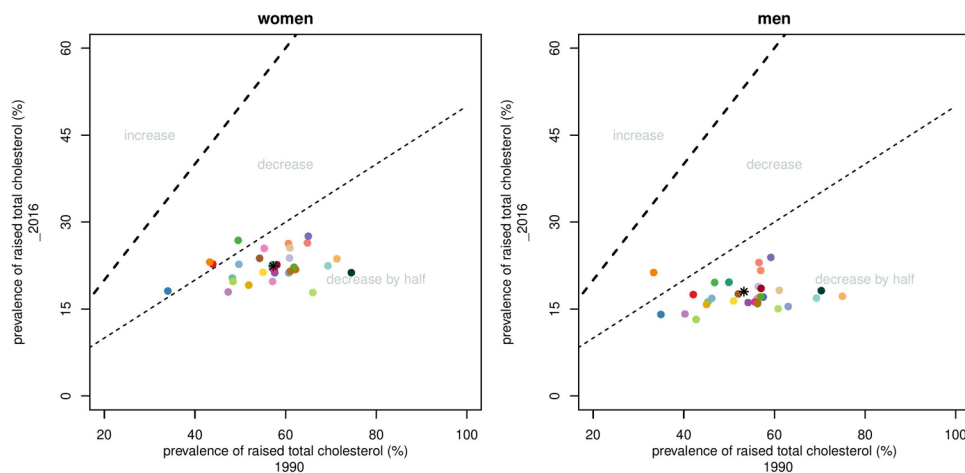 women
prevalence of raised total cholesterol (%)
_2016
60
45
30
15
0
increase
decrease
decrease by half
20
40
60
80
100
prevalence of raised total cholesterol (%)
1990
men
prevalence of raised total cholesterol (%)
_2016
60
45
30
15
0
increase
decrease
decrease by half
20
40
60
80
100
prevalence of raised total cholesterol (%)
1990